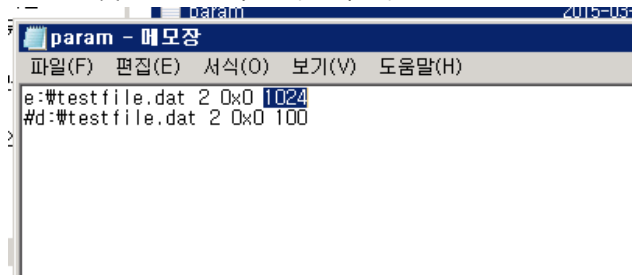 param 2015-03-
param - 메모장
파일(F) 편집(E) 서식(O) 보기(V) 도움말(H)
e:₩testfile.dat 2 0x0 1024
#d:₩testfile.dat 2 0x0 100